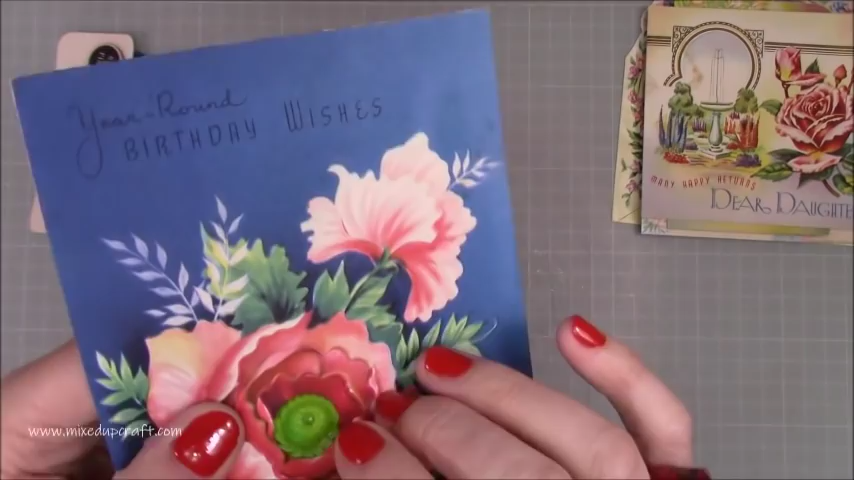 Year-Round
BIRTHDAY WISHES
MANY HAPPY RETURNS
DEAR DAUGHTE
www.mixedupcraft.com